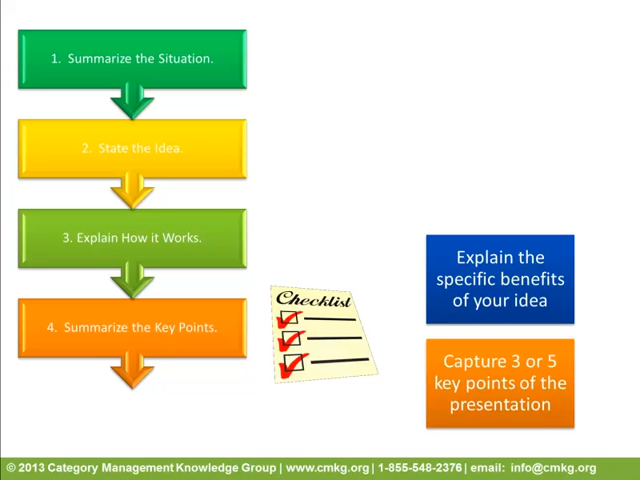 1. Summarize the Situation.
2. State the Idea.
3. Explain How it Works.
4. Summarize the Key Points.
Checklist
Explain the
specific benefits
of your idea
Capture 3 or 5
key points of the
presentation
© 2013 Category Management Knowledge Group | www.cmkg.org | 1-855-548-2376 | email: info@cmkg.org